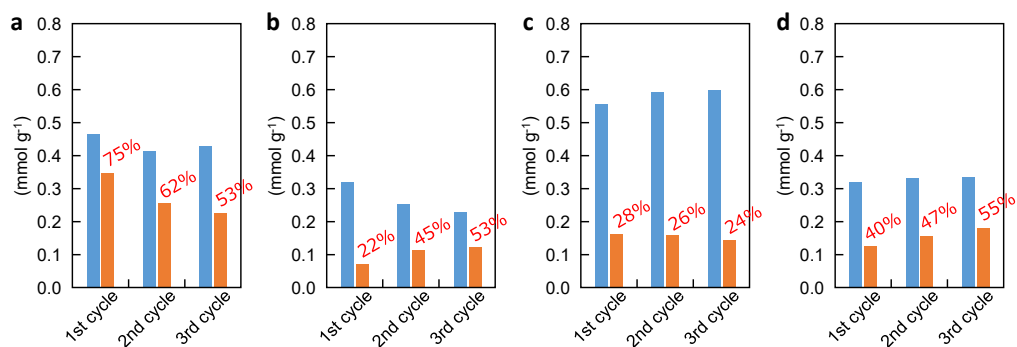 a
(mmol g⁻¹)
0.8
0.7
0.6
0.5
0.4
0.3
0.2
0.1
0.0
75%
62%
53%
1st cycle
2nd cycle
3rd cycle
b
(mmol g⁻¹)
0.8
0.7
0.6
0.5
0.4
0.3
0.2
0.1
0.0
22%
45%
53%
1st cycle
2nd cycle
3rd cycle
c
(mmol g⁻¹)
0.8
0.7
0.6
0.5
0.4
0.3
0.2
0.1
0.0
28%
26%
24%
1st cycle
2nd cycle
3rd cycle
d
(mmol g⁻¹)
0.8
0.7
0.6
0.5
0.4
0.3
0.2
0.1
0.0
40%
47%
55%
1st cycle
2nd cycle
3rd cycle